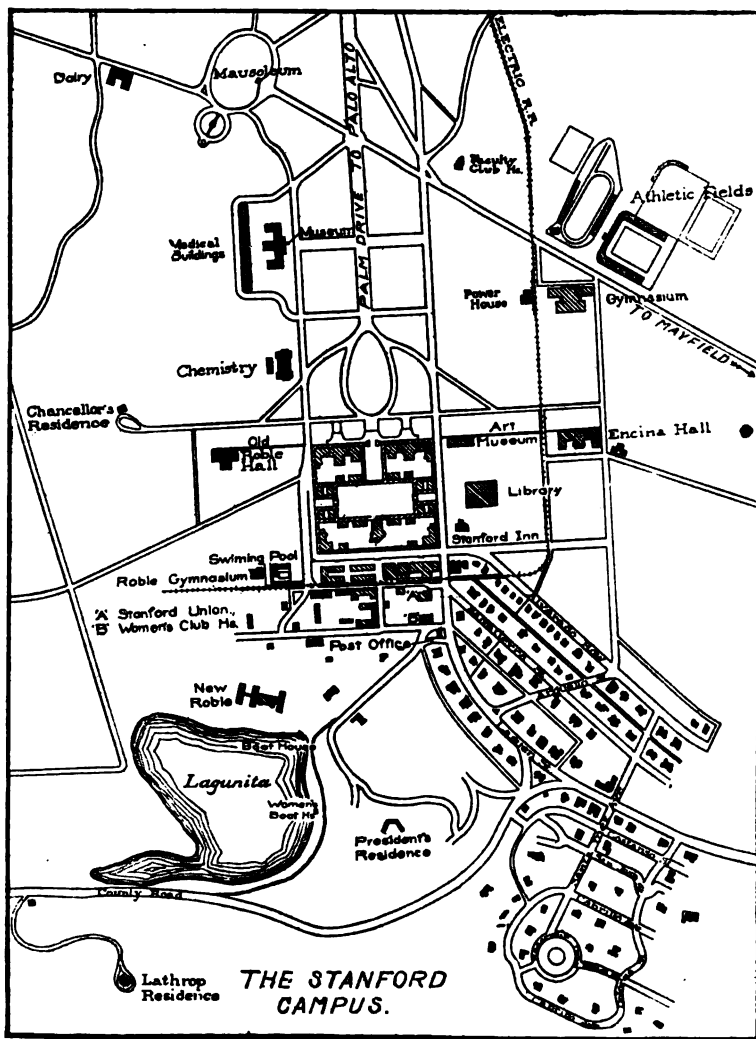 Dairy
Mausoleum
PALM DRIVE TO PALO ALTO
ELECTRIC R.R.
Faculty
Club Ho.
Athletic Fields
Medical
Buildings
Museum
Power
House
Gymnasium
TO MAYFIELD
Chemistry
Chancellor's
Residence
Old
Roble
Hall
Art
Museum
Encina Hall
Library
Stanford Inn
Swiming Pool
Roble Gymnasium
'A' Stanford Union,
'B' Women's Club Ho.
'A'
'B'
Post Office
New
Roble
Boat House
Lagunita
Women's
Boat Ho
President's
Residence
County Road
Lathrop
Residence
THE STANFORD
CAMPUS.